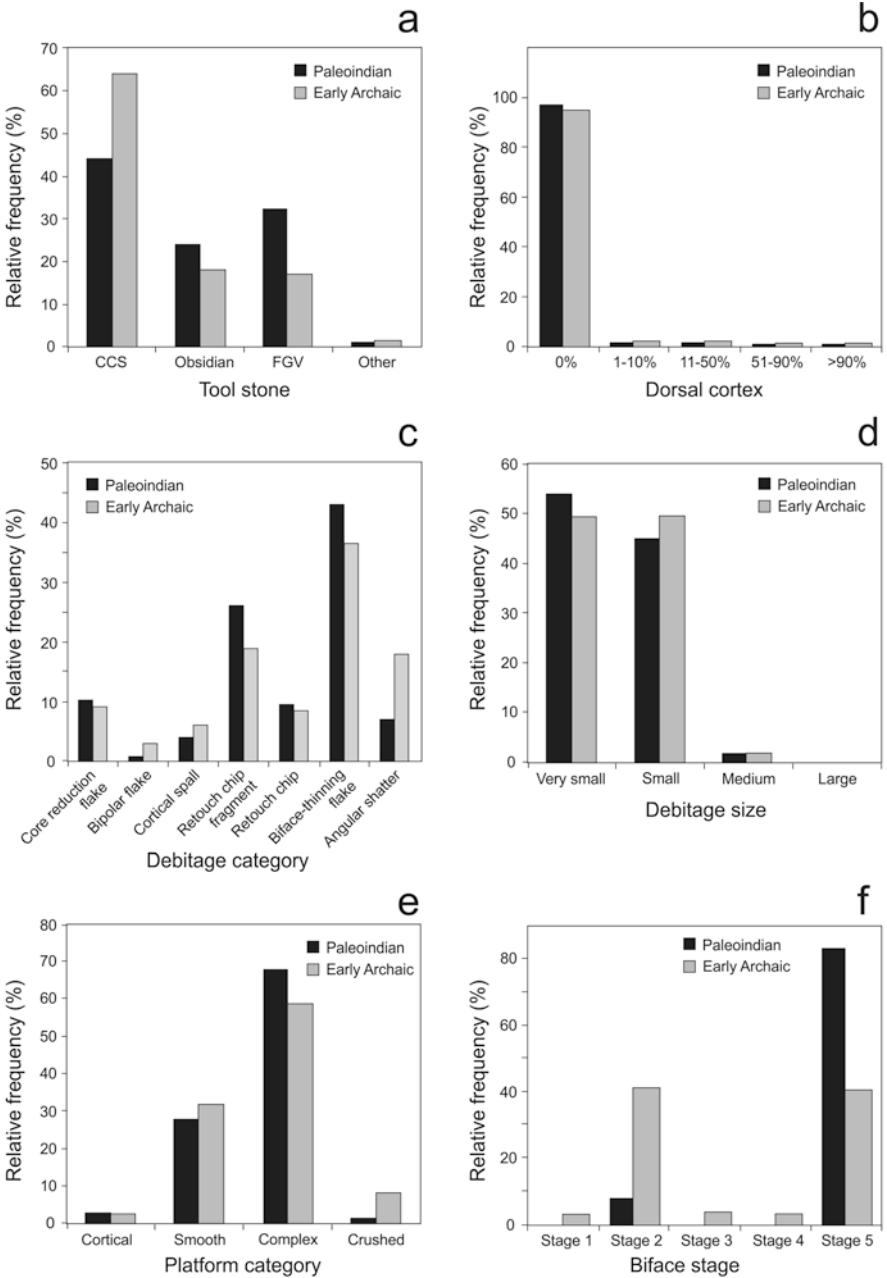 a
Relative frequency (%)
70
60
50
40
30
20
10
0
Paleoindian
Early Archaic
CCS Obsidian FGV Other
Tool stone
b
Relative frequency (%)
100
80
60
40
20
0
Paleoindian
Early Archaic
0% 1-10% 11-50% 51-90% >90%
Dorsal cortex
c
Relative frequency (%)
50
40
30
20
10
0
Paleoindian
Early Archaic
Core reduction
flake
Bipolar flake
Cortical spall
Retouch chip
fragment
Retouch chip
Biface-thinning
flake
Angular shatter
Debitage category
d
Relative frequency (%)
60
50
40
30
20
10
0
Paleoindian
Early Archaic
Very small Small Medium Large
Debitage size
e
Relative frequency (%)
80
70
60
50
40
30
20
10
0
Paleoindian
Early Archaic
Cortical Smooth Complex Crushed
Platform category
f
Relative frequency (%)
80
60
40
20
0
Paleoindian
Early Archaic
Stage 1 Stage 2 Stage 3 Stage 4 Stage 5
Biface stage